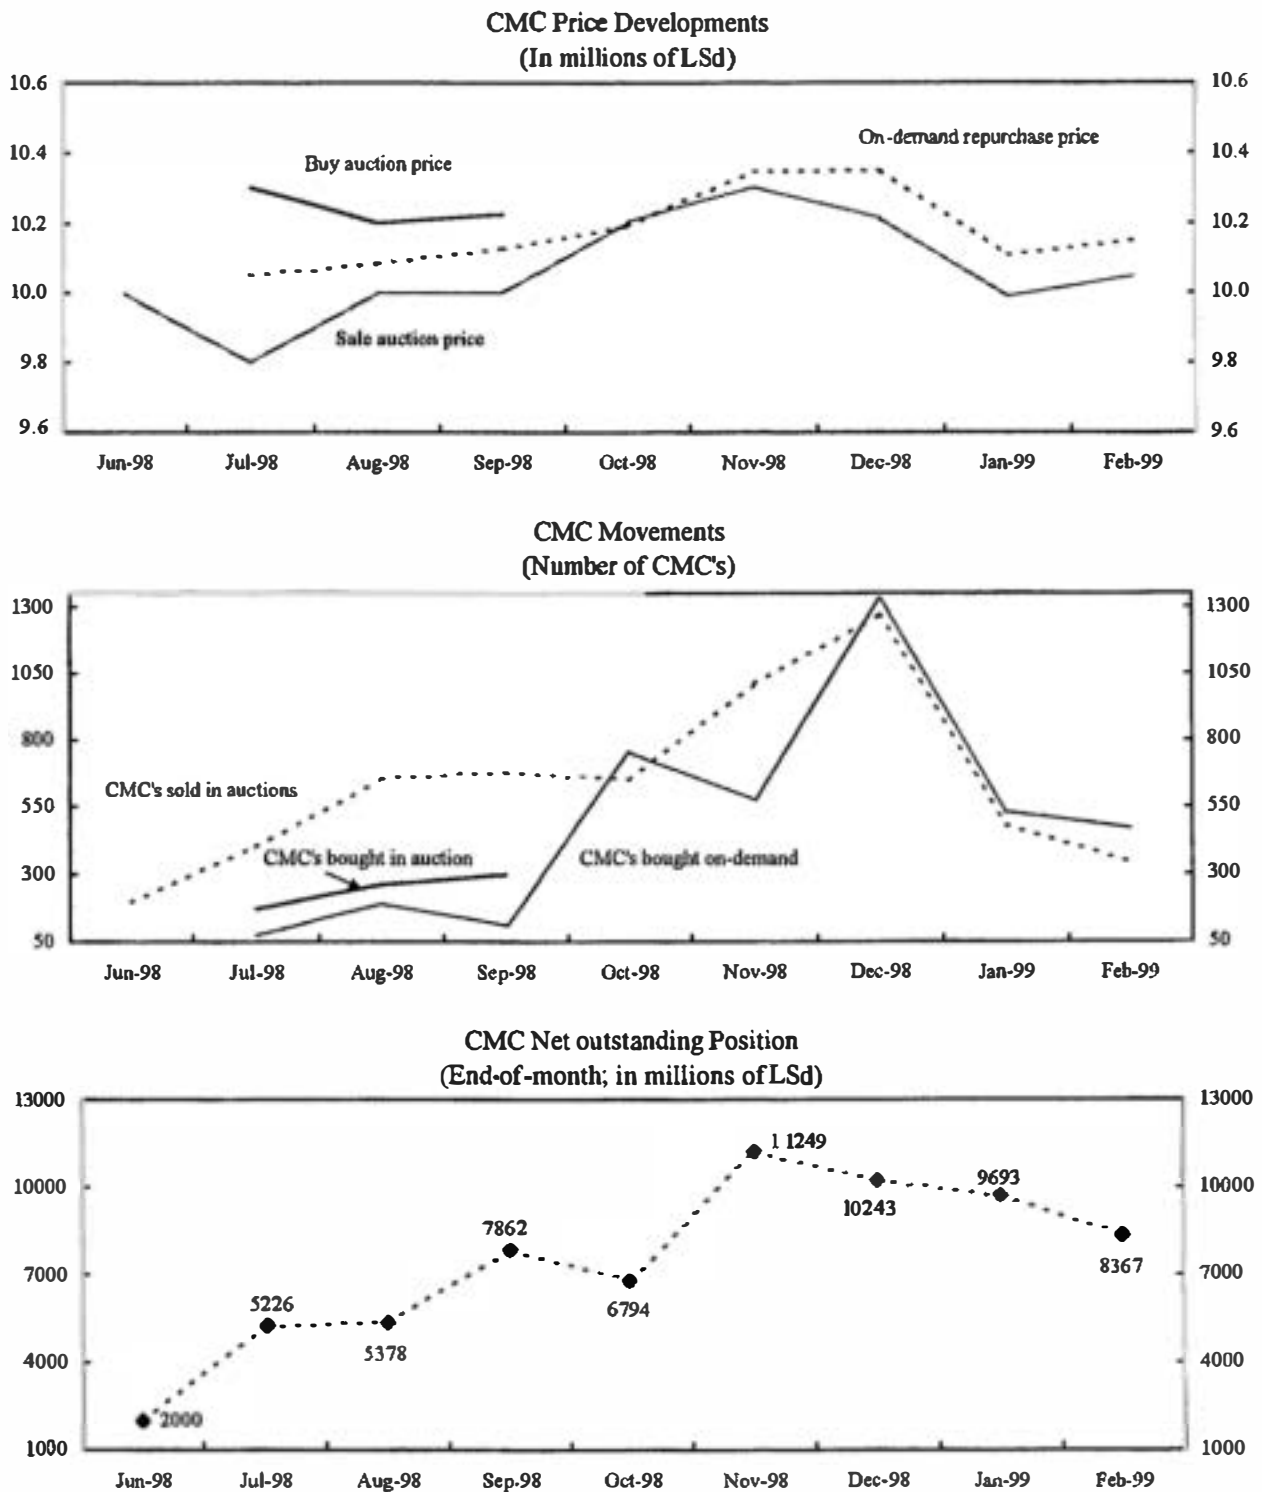 CMC Price Developments
(In millions of LSd)
10.6 10.6
10.4 10.4
10.2 10.2
10.0 10.0
9.8 9.8
9.6 9.6
Buy auction price
On-demand repurchase price
Sale auction price
Jun-98 Jul-98 Aug-98 Sep-98 Oct-98 Nov-98 Dec-98 Jan-99 Feb-99
CMC Movements
(Number of CMC's)
1300 1300
1050 1050
800 800
550 550
300 300
50 50
CMC's sold in auctions
CMC's bought in auction
CMC's bought on-demand
Jun-98 Jul-98 Aug-98 Sep-98 Oct-98 Nov-98 Dec-98 Jan-99 Feb-99
CMC Net outstanding Position
(End-of-month; in millions of LSd)
13000 13000
10000 10000
7000 7000
4000 4000
1000 1000
2000
5226
5378
7862
6794
11249
10243
9693
8367
Jun-98 Jul-98 Aug-98 Sep-98 Oct-98 Nov-98 Dec-98 Jan-99 Feb-99